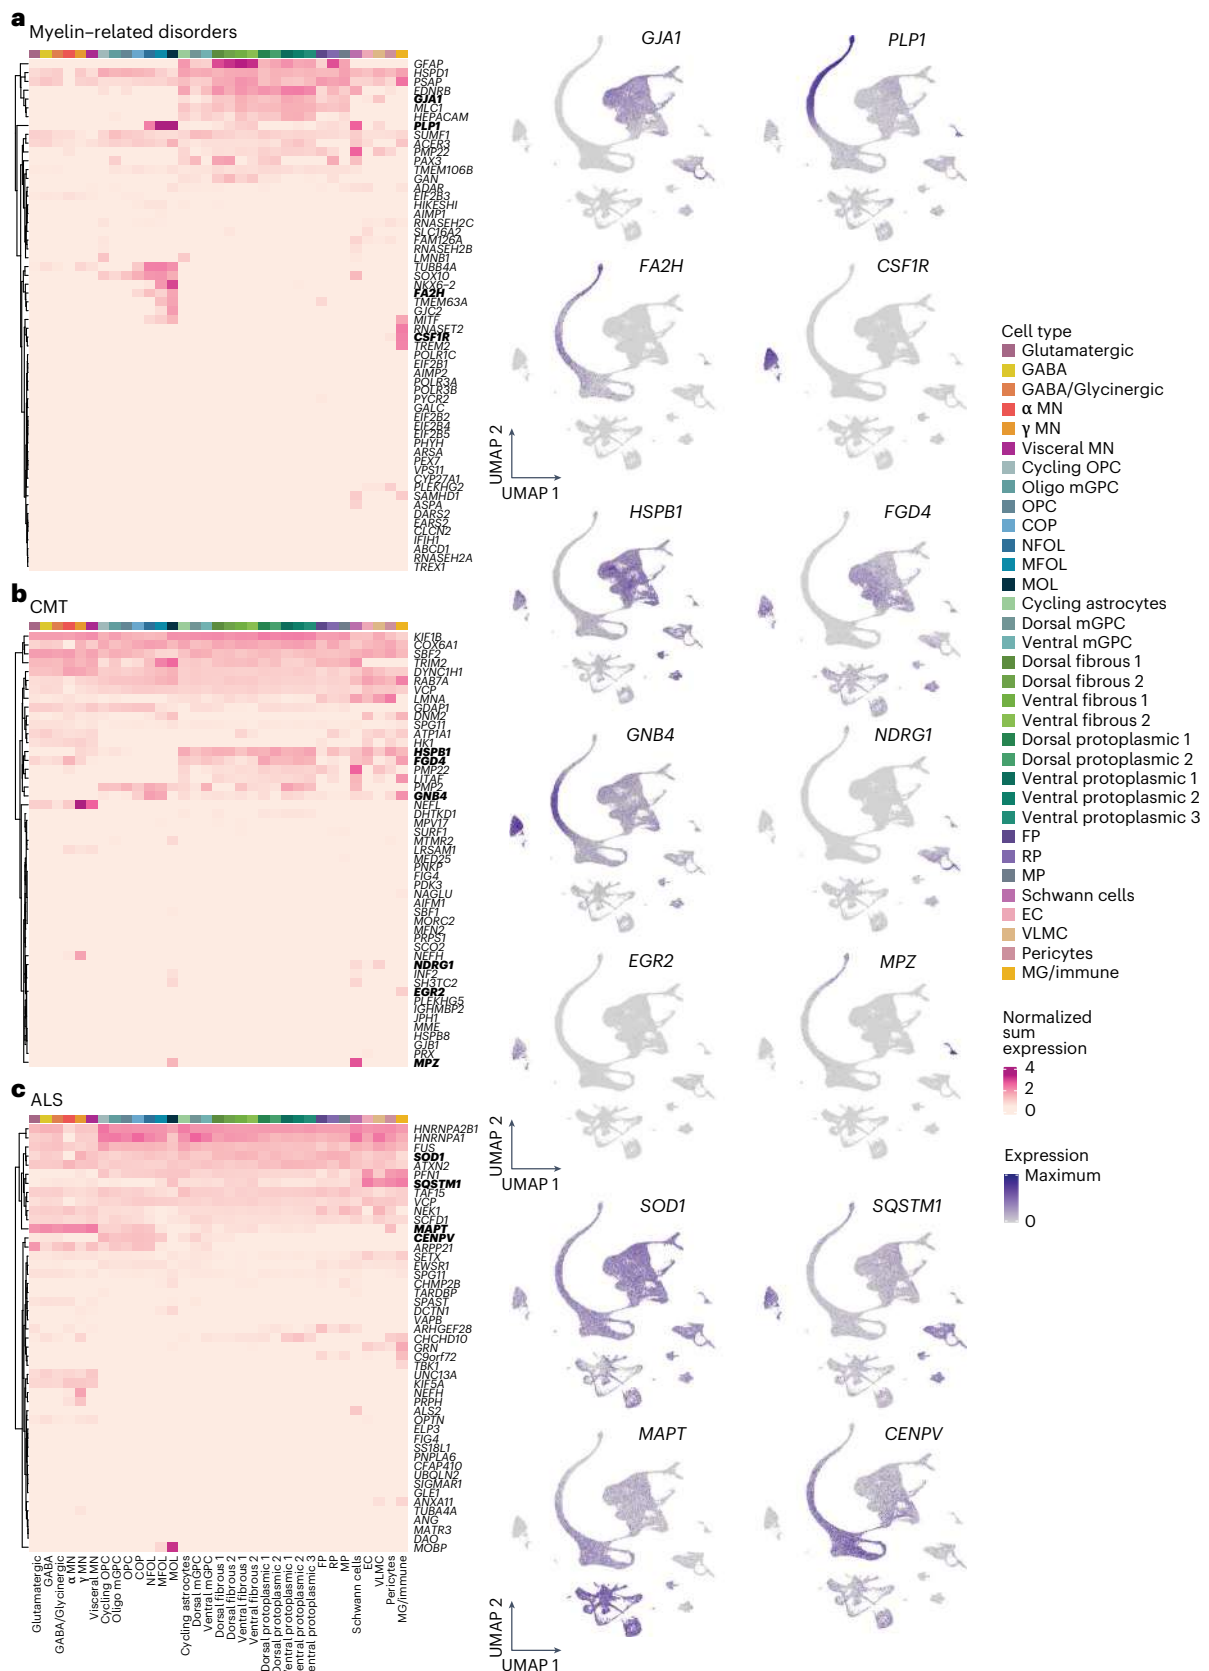 a
Myelin–related disorders
GFAP
HSPD1
PSAP
EDNRB
GJA1
MLC1
HEPACAM
PLP1
SUMF1
ACER3
PMP22
PAX3
TMEM106B
GAN
ADAR
EIF2B3
HIKESHI
AIMP1
RNASEH2C
SLC16A2
FAM126A
RNASEH2B
LMNB1
TUBB4A
SOX10
NKX6–2
FA2H
TMEM63A
GJC2
MITF
RNASET2
CSF1R
TREM2
POLR1C
EIF2B1
AIMP2
POLR3A
POLR3B
PYCR2
GALC
EIF2B2
EIF2B4
EIF2B5
PHYH
ARSA
PEX7
VPS11
CYP27A1
PLEKHG2
SAMHD1
ASPA
DARS2
EARS2
CLCN2
IFIH1
ABCD1
RNASEH2A
TREX1
GJA1
PLP1
FA2H
CSF1R
UMAP 2
UMAP 1
b
CMT
KIF1B
COX6A1
SBF2
TRIM2
DYNC1H1
RAB7A
VCP
LMNA
GDAP1
DNM2
SPG11
ATP1A1
HK1
HSPB1
FGD4
PMP22
LITAF
PMP2
GNB4
NEFL
DHTKD1
MPV17
SURF1
MTMR2
LRSAM1
MED25
PNKP
FIG4
PDK3
NAGLU
AIFM1
SBF1
MORC2
MFN2
PRPS1
SCO2
NEFH
NDRG1
INF2
SH3TC2
EGR2
PLEKHG5
IGHMBP2
JPH1
MME
HSPB8
GJB1
PRX
MPZ
HSPB1
FGD4
GNB4
NDRG1
EGR2
MPZ
UMAP 2
UMAP 1
c
ALS
HNRNPA2B1
HNRNPA1
FUS
SOD1
ATXN2
PFN1
SQSTM1
TAF15
VCP
NEK1
SCFD1
MAPT
CENPV
ARPP21
SETX
EWSR1
SPG11
CHMP2B
TARDBP
SPAST
DCTN1
VAPB
ARHGEF28
CHCHD10
GRN
C9orf72
TBK1
UNC13A
KIF5A
NEFH
PRPH
ALS2
OPTN
ELP3
FIG4
SS18L1
PNPLA6
CFAP410
UBQLN2
SIGMAR1
GLE1
ANXA11
TUBA4A
ANG
MATR3
DAO
MOBP
Glutamatergic
GABA
GABA/Glycinergic
α MN
γ MN
Visceral MN
Cycling OPC
Oligo mGPC
OPC
COP
NFOL
MFOL
MOL
Cycling astrocytes
Dorsal mGPC
Ventral mGPC
Dorsal fibrous 1
Dorsal fibrous 2
Ventral fibrous 1
Ventral fibrous 2
Dorsal protoplasmic 1
Dorsal protoplasmic 2
entral protoplasmic 1
entral protoplasmic 2
entral protoplasmic 3
FP
RP
MP
Schwann cells
EC
VLMC
Pericytes
MG/immune
SOD1
SQSTM1
MAPT
CENPV
UMAP 2
UMAP 1
Cell type
Glutamatergic
GABA
GABA/Glycinergic
α MN
γ MN
Visceral MN
Cycling OPC
Oligo mGPC
OPC
COP
NFOL
MFOL
MOL
Cycling astrocytes
Dorsal mGPC
Ventral mGPC
Dorsal fibrous 1
Dorsal fibrous 2
Ventral fibrous 1
Ventral fibrous 2
Dorsal protoplasmic 1
Dorsal protoplasmic 2
Ventral protoplasmic 1
Ventral protoplasmic 2
Ventral protoplasmic 3
FP
RP
MP
Schwann cells
EC
VLMC
Pericytes
MG/immune
Normalized
sum
expression
4
2
0
Expression
Maximum
0